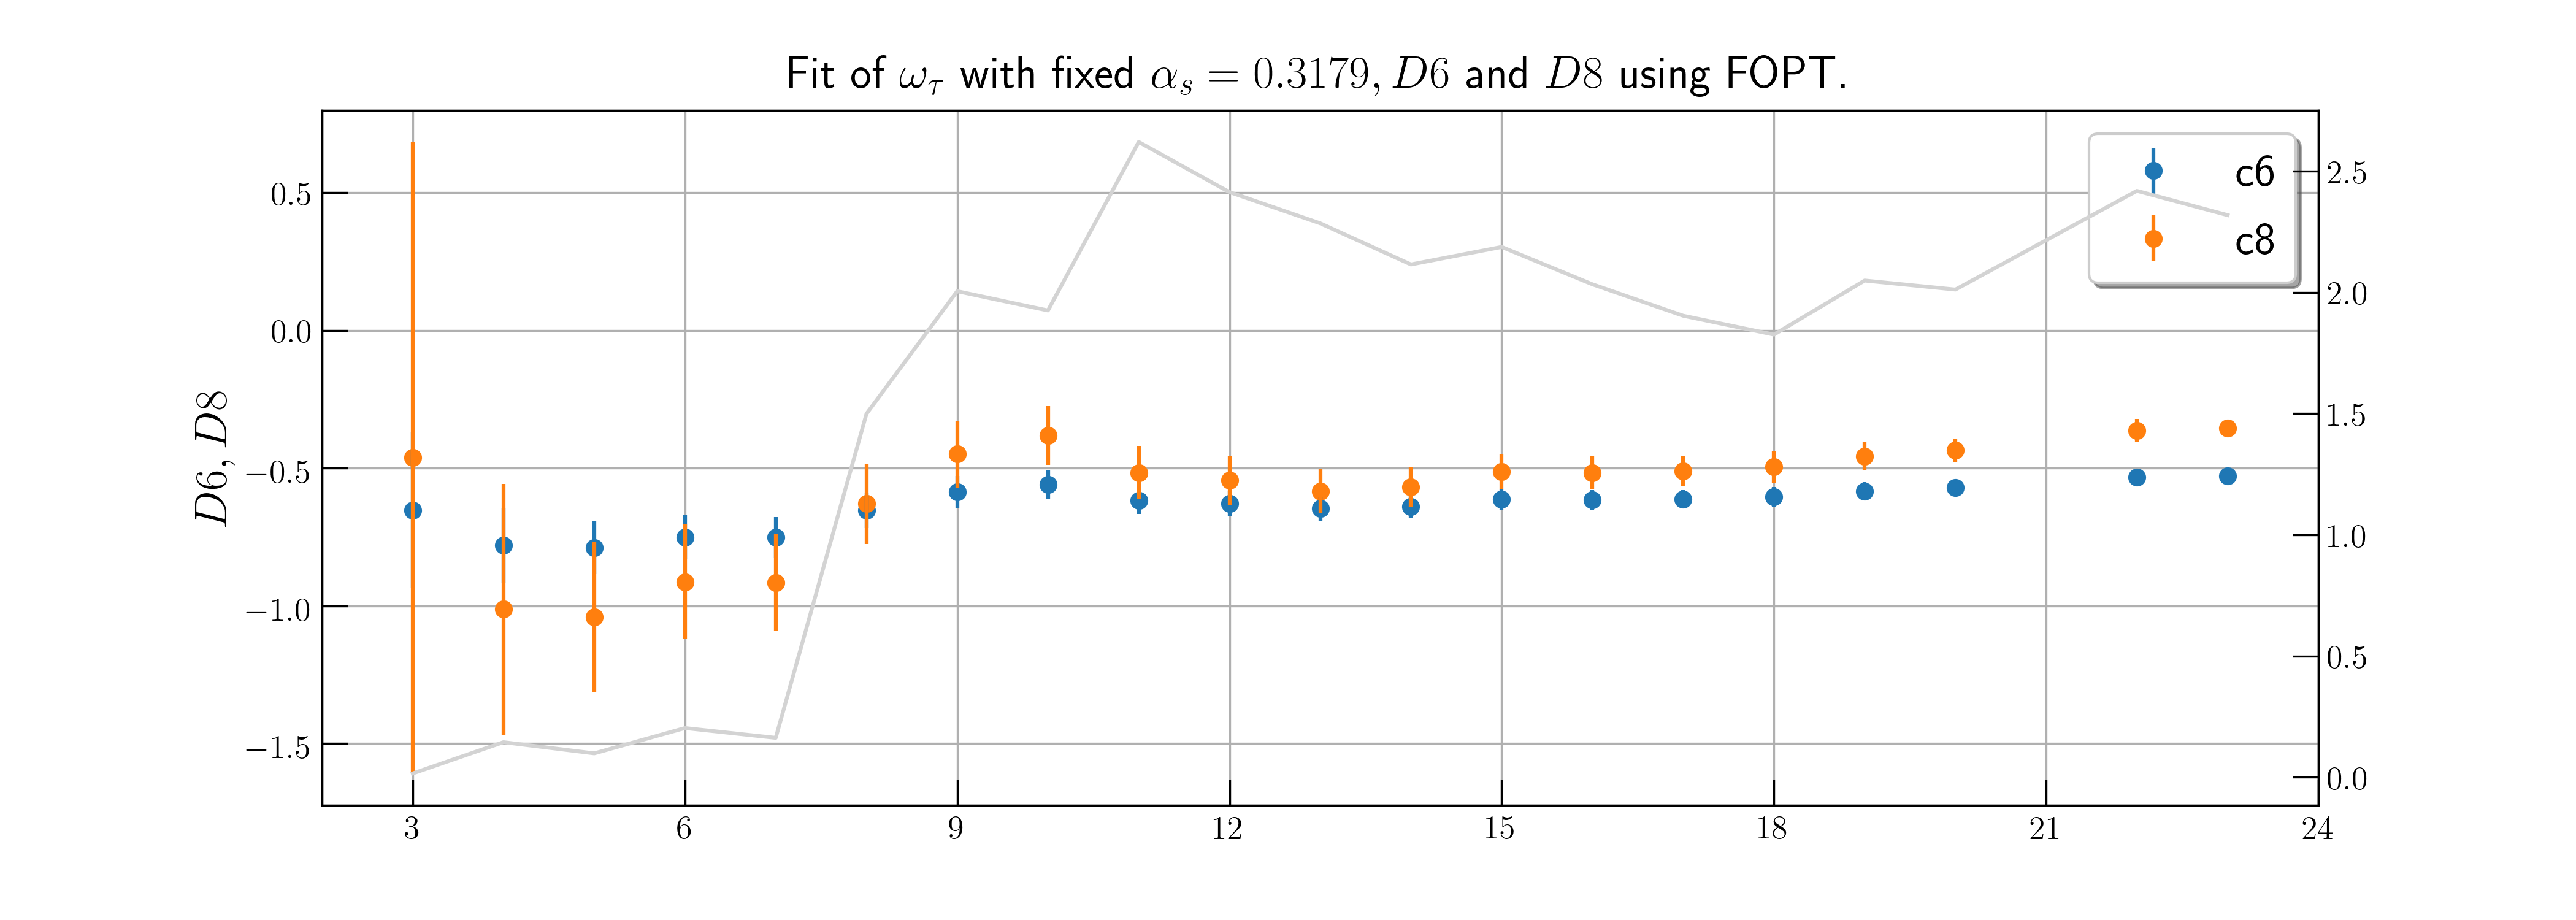 Fit of ω_τ with fixed α_s = 0.3179, D6 and D8 using FOPT.
c6
c8
D6, D8
0.5
0.0
−0.5
−1.0
−1.5
2.5
2.0
1.5
1.0
0.5
0.0
3 6 9 12 15 18 21 24